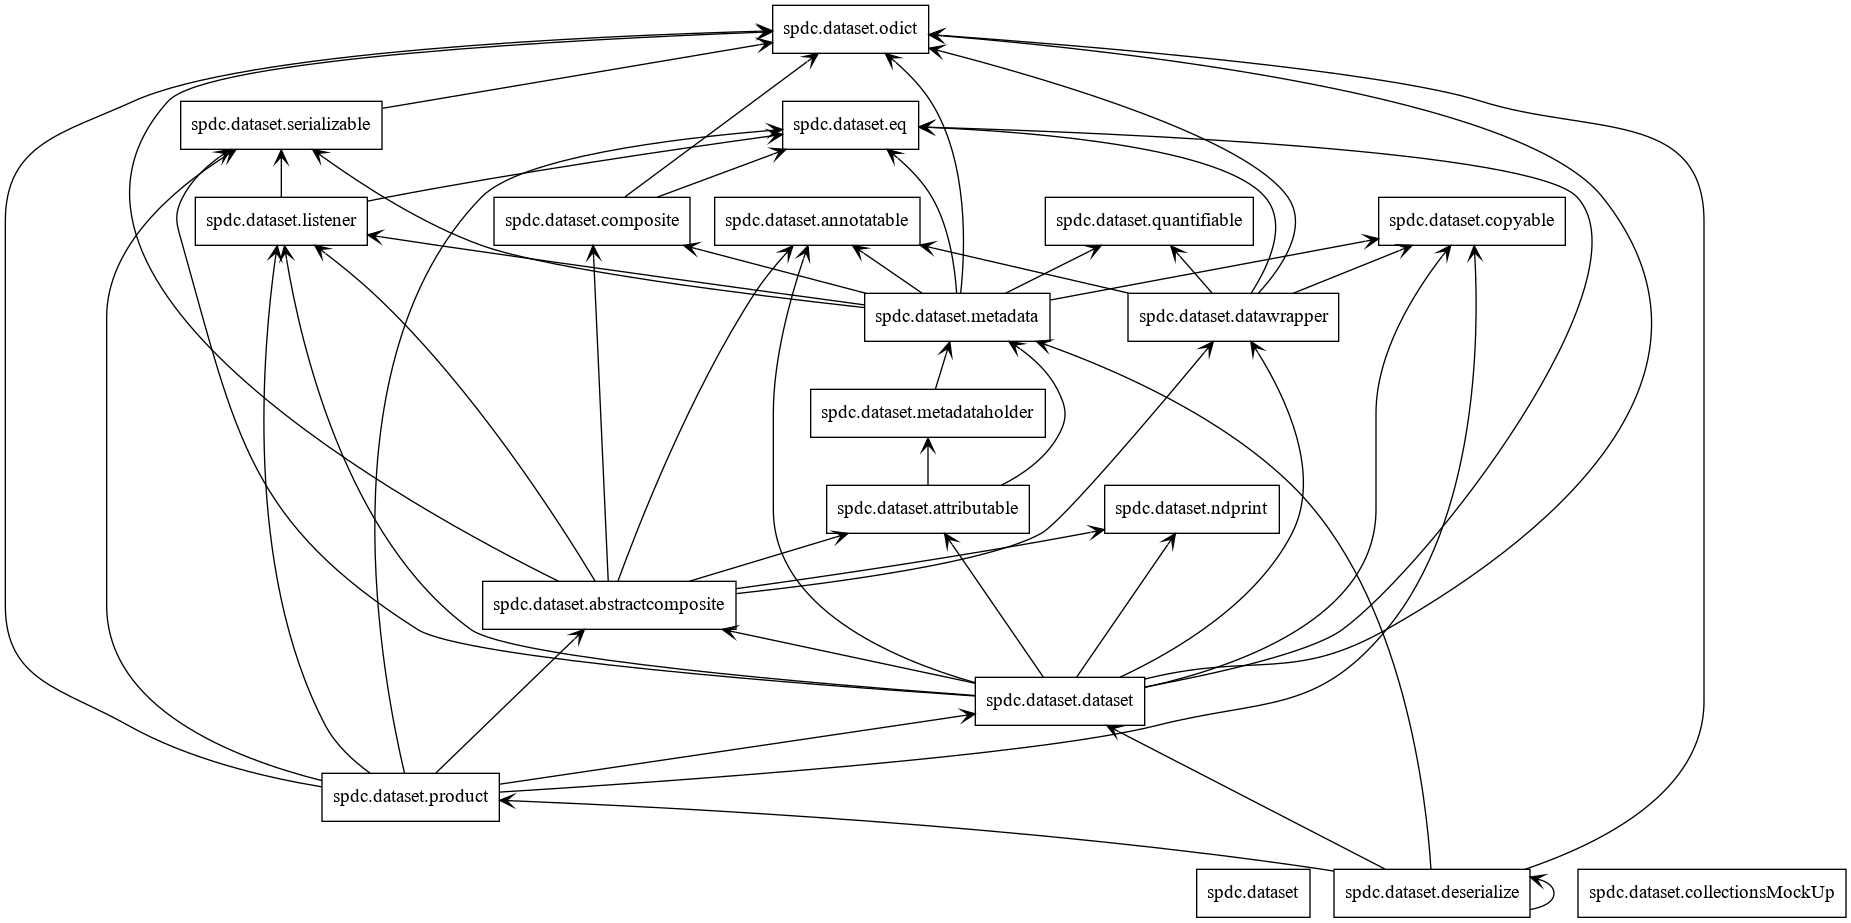 spdc.dataset.odict
spdc.dataset.serializable
spdc.dataset.eq
spdc.dataset.listener
spdc.dataset.composite
spdc.dataset.annotatable
spdc.dataset.quantifiable
spdc.dataset.copyable
spdc.dataset.metadata
spdc.dataset.datawrapper
spdc.dataset.metadataholder
spdc.dataset.attributable
spdc.dataset.ndprint
spdc.dataset.abstractcomposite
spdc.dataset.dataset
spdc.dataset.product
spdc.dataset
spdc.dataset.deserialize
spdc.dataset.collectionsMockUp